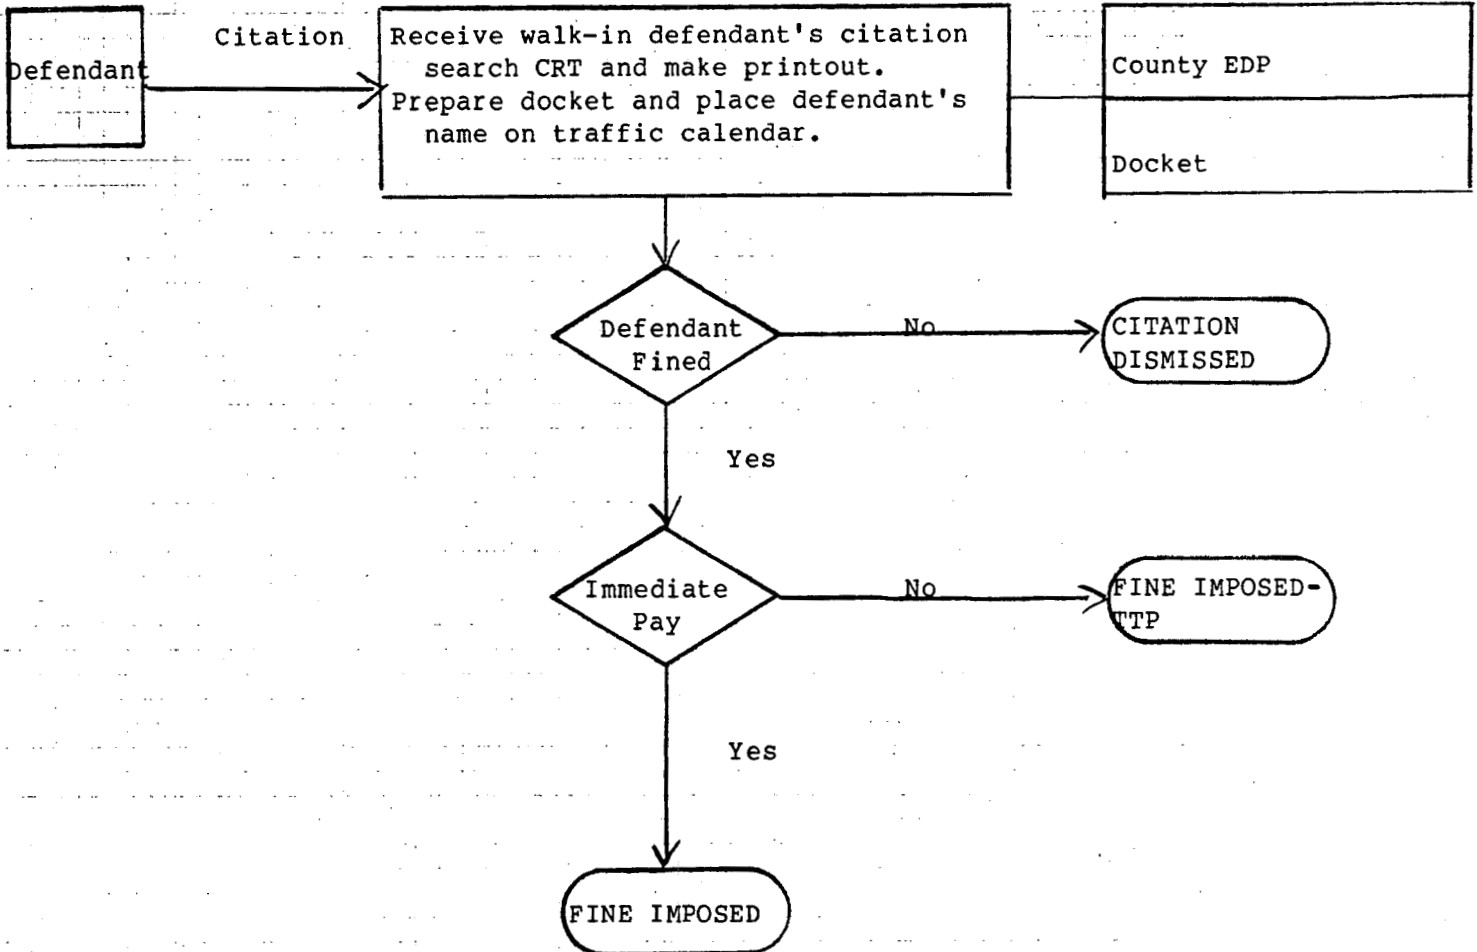 Defendant
Citation
Receive walk-in defendant's citation
search CRT and make printout.
Prepare docket and place defendant's
name on traffic calendar.
County EDP
Docket
Defendant
Fined
No
CITATION
DISMISSED
Yes
Immediate
Pay
No
FINE IMPOSED-
TTP
Yes
FINE IMPOSED